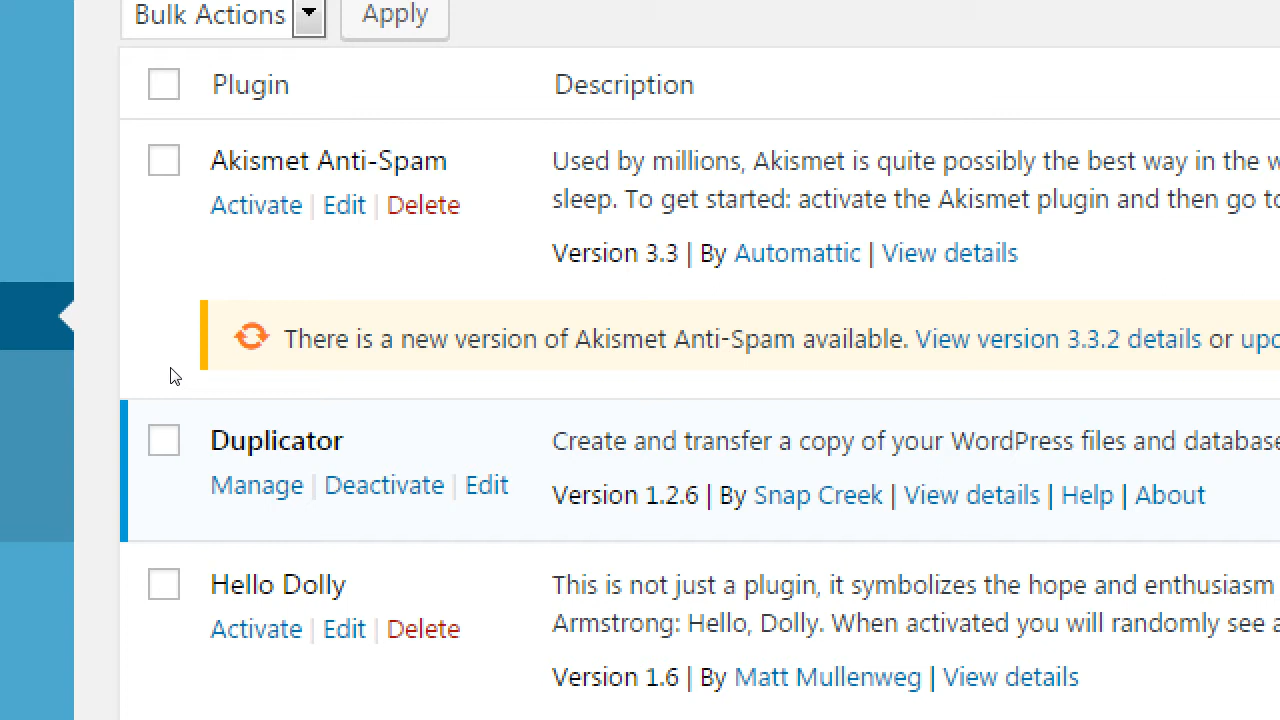 Bulk Actions Apply
Plugin Description
Akismet Anti-Spam Used by millions, Akismet is quite possibly the best way in the
Activate | Edit | Delete sleep. To get started: activate the Akismet plugin and then go
Version 3.3 | By Automattic | View details
There is a new version of Akismet Anti-Spam available. View version 3.3.2 details or
Duplicator Create and transfer a copy of your WordPress files and database
Manage | Deactivate | Edit Version 1.2.6 | By Snap Creek | View details | Help | About
Hello Dolly This is not just a plugin, it symbolizes the hope and enthusiasm
Activate | Edit | Delete Armstrong: Hello, Dolly. When activated you will randomly see
Version 1.6 | By Matt Mullenweg | View details